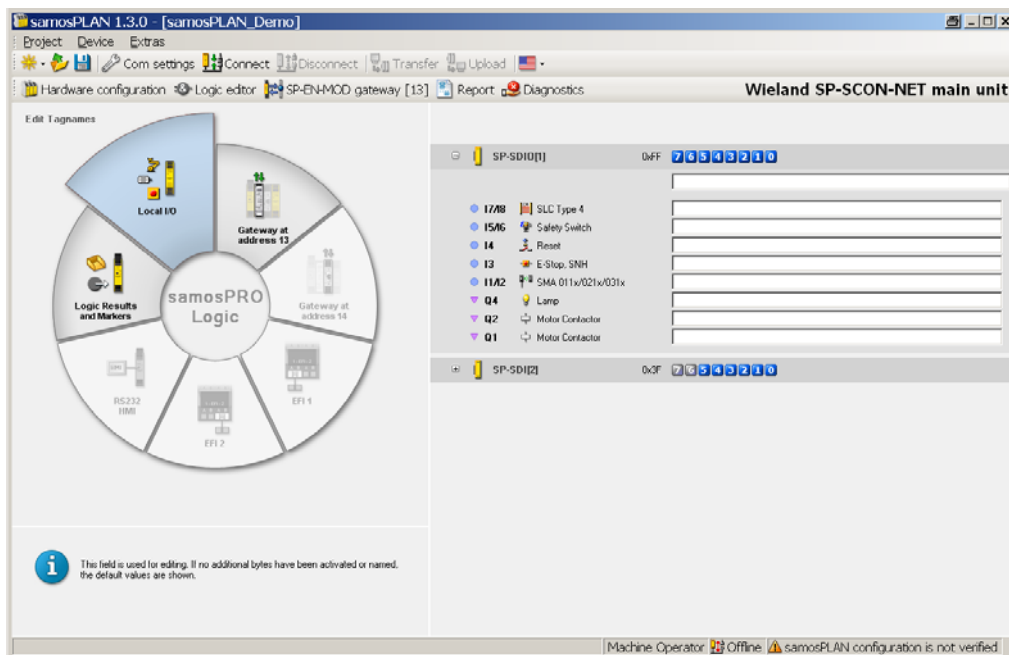 samosPLAN 1.3.0 - [samosPLAN_Demo]
Project Device Extras
Com settings Connect Disconnect Transfer Upload
Hardware configuration Logic editor SP-EN-MOD gateway [13] Report Diagnostics Wieland SP-SCON-NET main unit
Edit Tagnames
Local I/O
Gateway at
address 13
Logic Results
and Markers
samosPRO
Logic
Gateway at
address 14
RS232
HMI
EFI 2
EFI 1
SP-SDIO[1] 0xFF 7 6 5 4 3 2 1 0
I7/I8 SLC Type 4
I5/I6 Safety Switch
I4 Reset
I3 E-Stop, SNH
I1/I2 SMA 011x/021x/031x
Q4 Lamp
Q2 Motor Contactor
Q1 Motor Contactor
SP-SDI[2] 0x3F 7 6 5 4 3 2 1 0
This field is used for editing. If no additional bytes have been activated or named,
the default values are shown.
Machine Operator Offline samosPLAN configuration is not verified